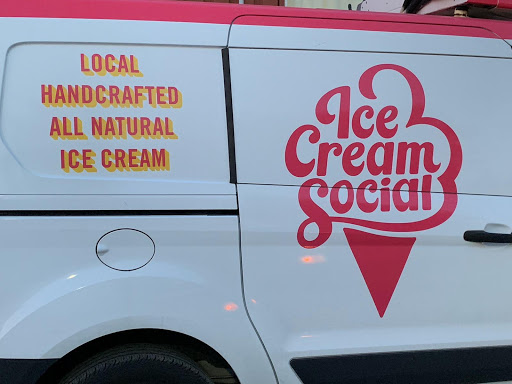 LOCAL
HANDCRAFTED
ALL NATURAL
ICE CREAM
Ice
Cream
Social